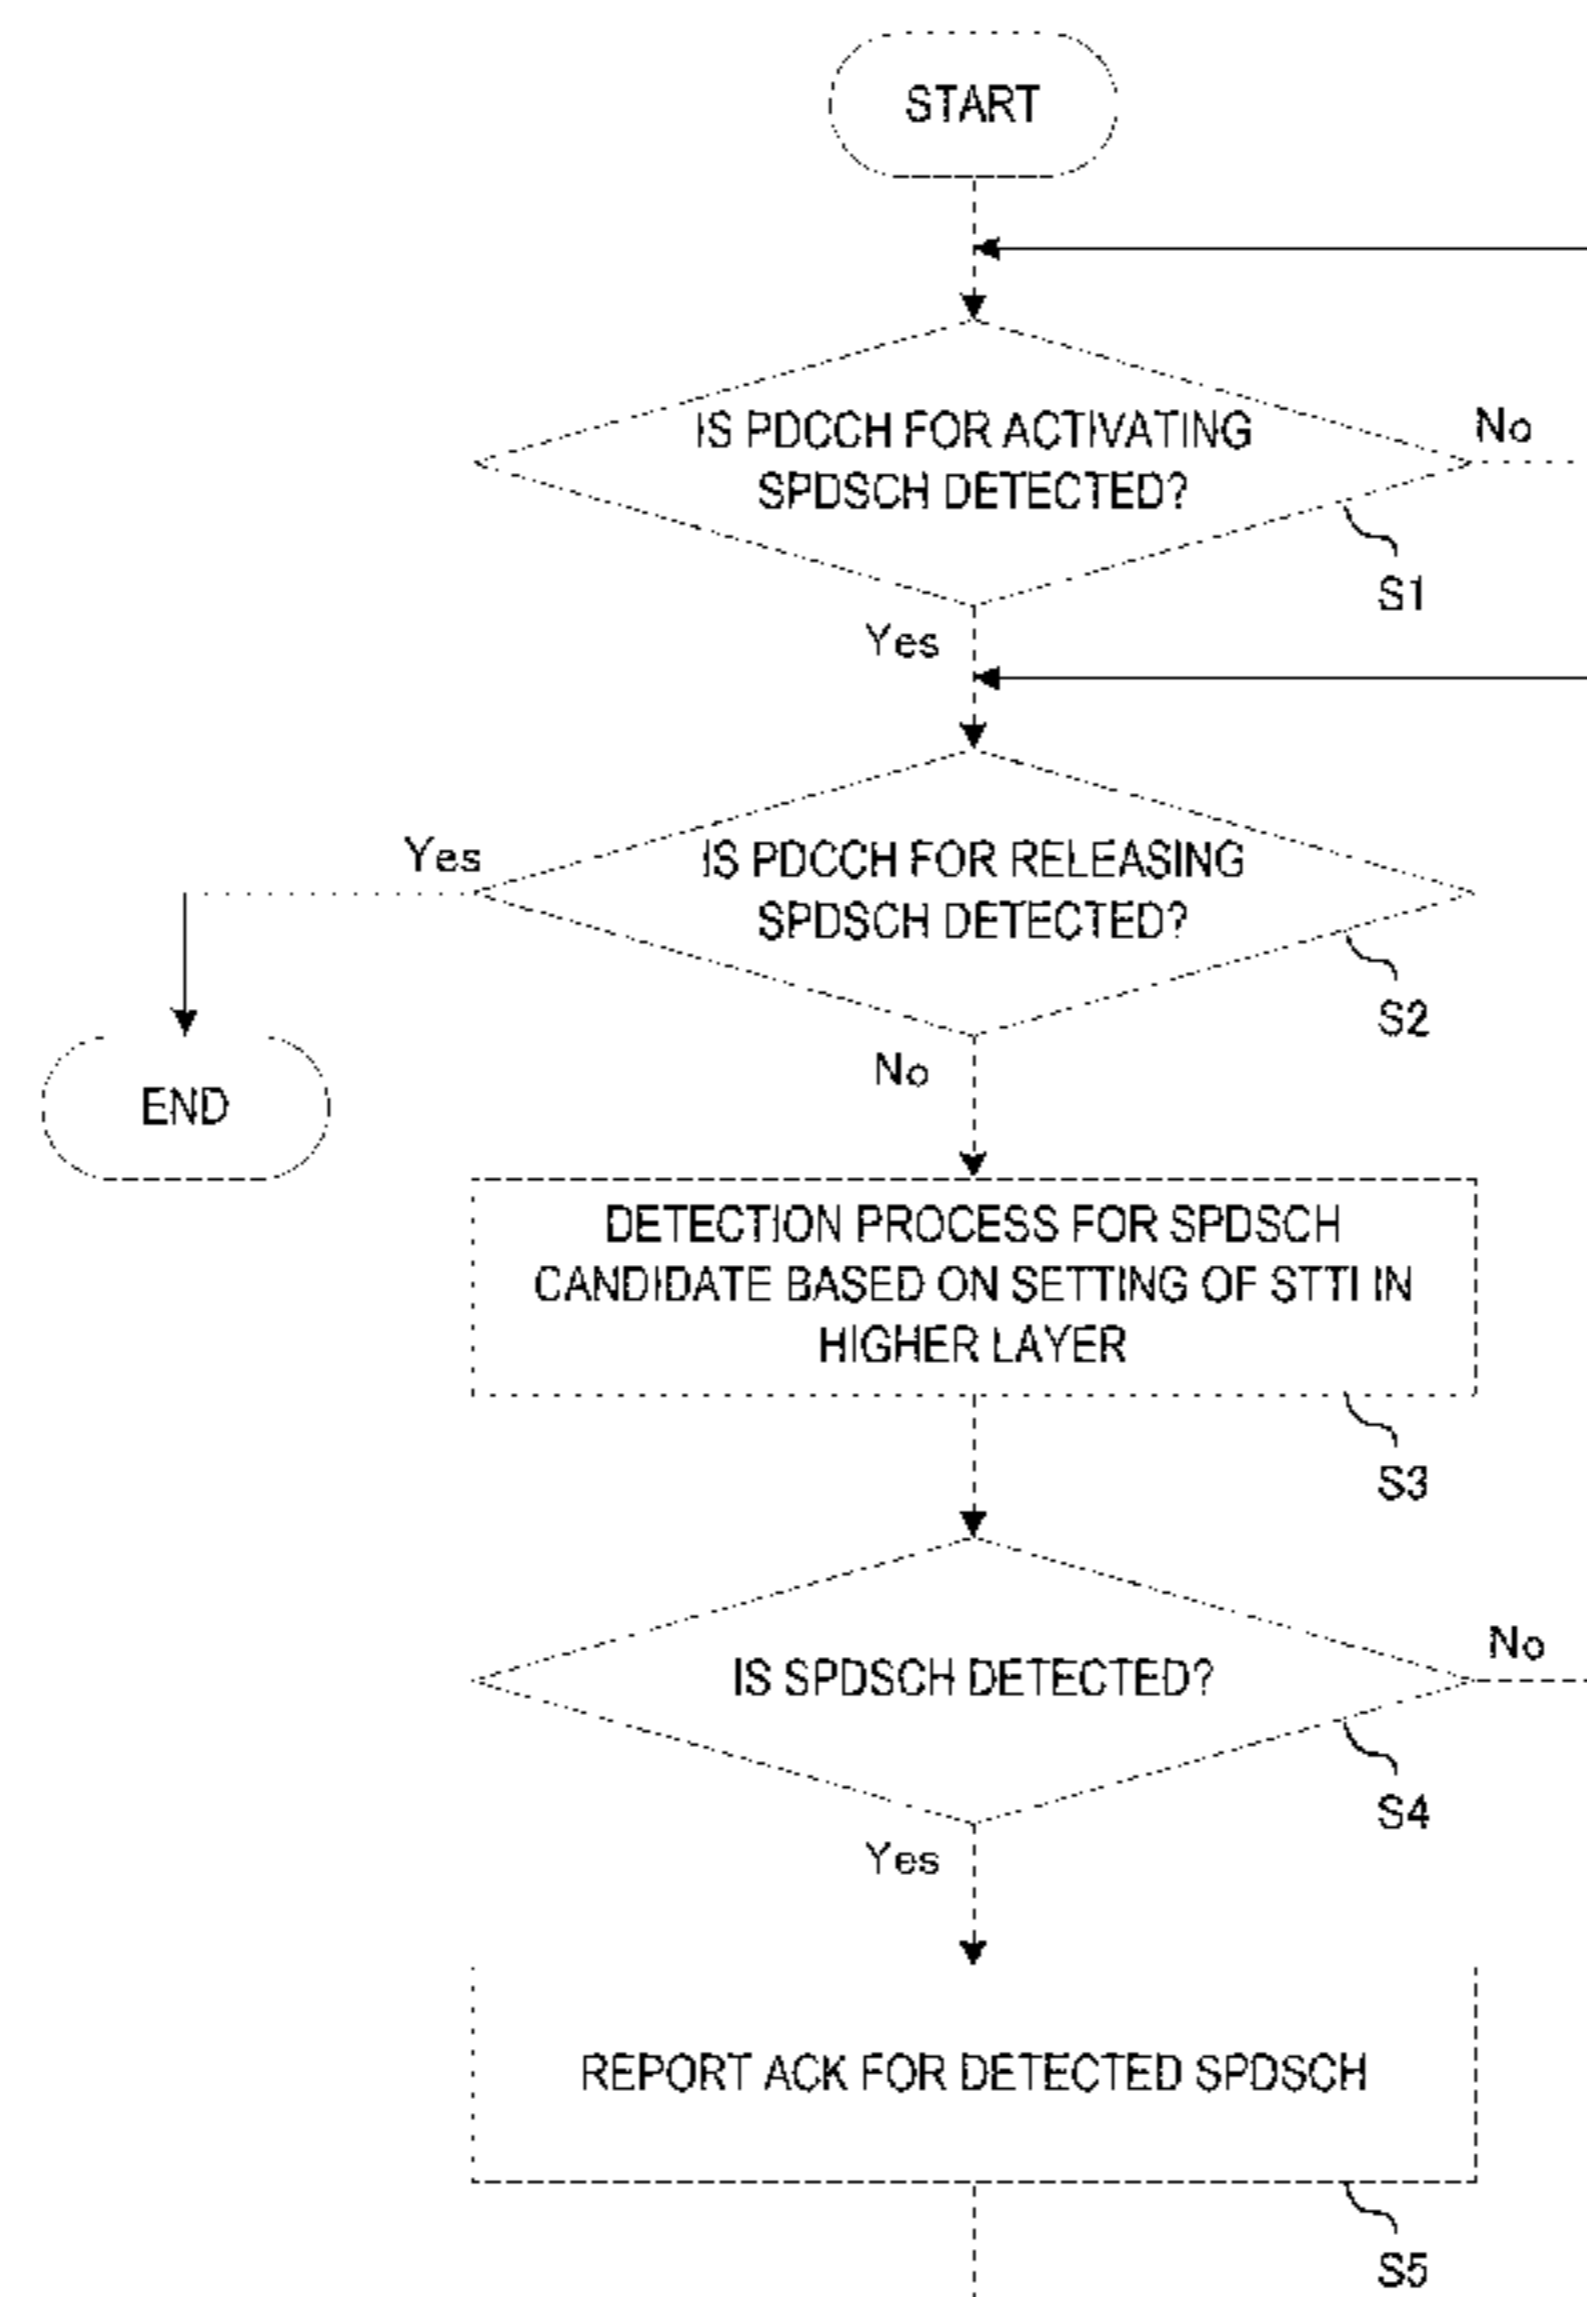 START
IS PDCCH FOR ACTIVATING
SPDSCH DETECTED?
No
S1
Yes
IS PDCCH FOR RELEASING
SPDSCH DETECTED?
Yes
S2
No
END
DETECTION PROCESS FOR SPDSCH
CANDIDATE BASED ON SETTING OF STTI IN
HIGHER LAYER
S3
IS SPDSCH DETECTED?
No
S4
Yes
REPORT ACK FOR DETECTED SPDSCH
S5